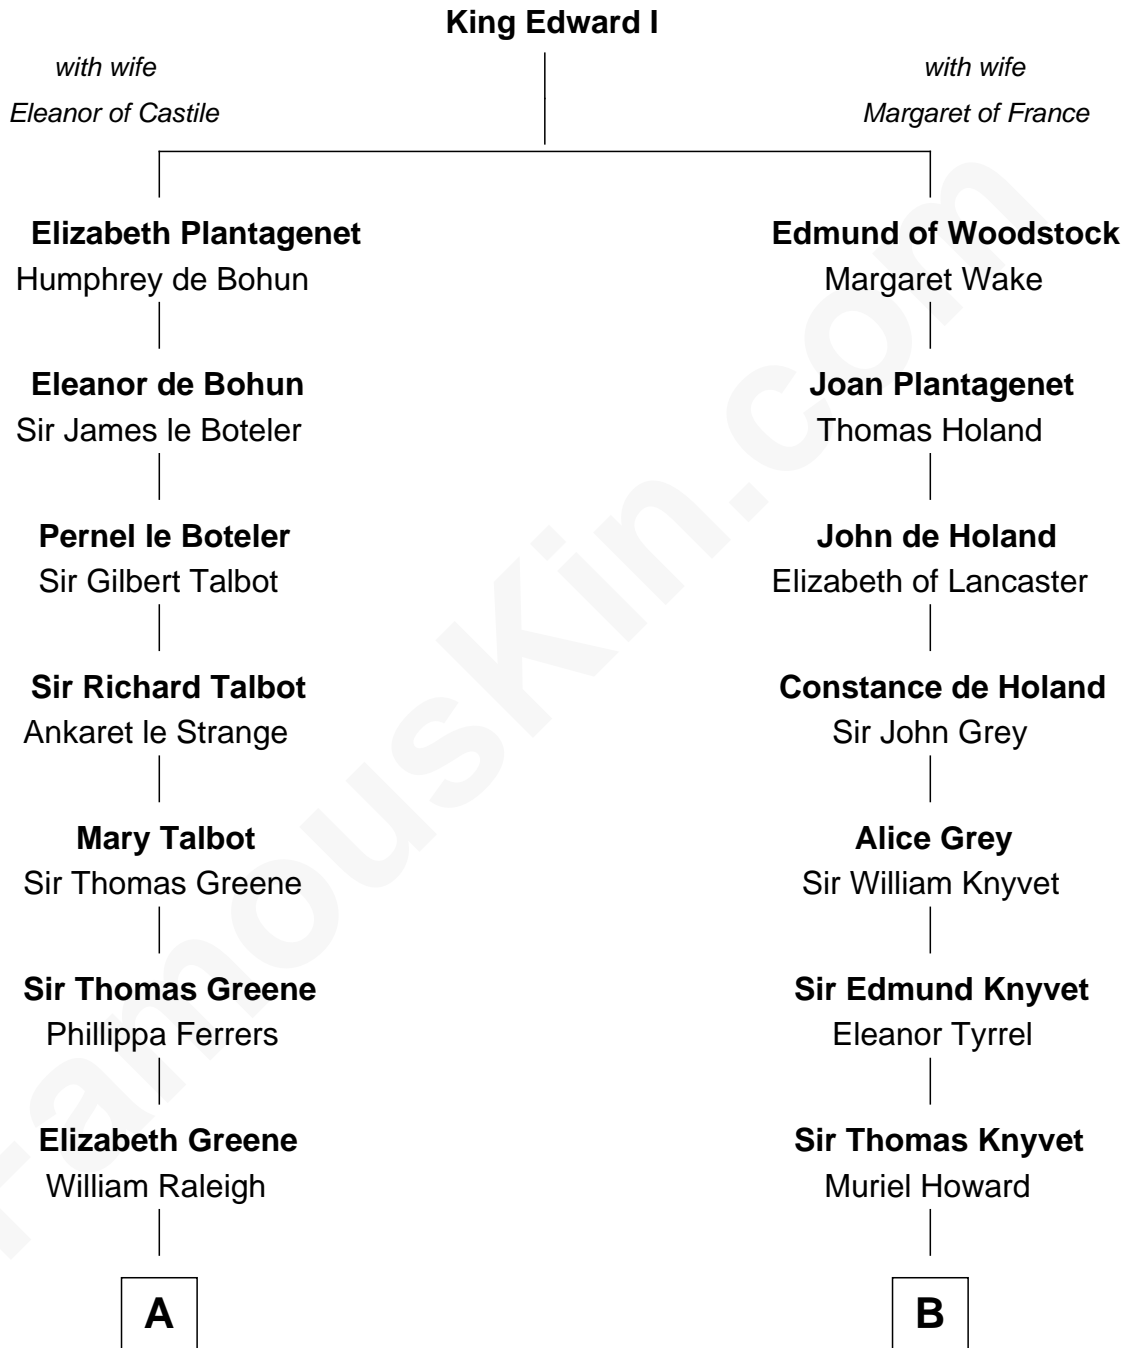 King Edward I
with wife
Eleanor of Castile
with wife
Margaret of France
Elizabeth Plantagenet
Humphrey de Bohun
Edmund of Woodstock
Margaret Wake
Eleanor de Bohun
Sir James le Boteler
Joan Plantagenet
Thomas Holand
Pernel le Boteler
Sir Gilbert Talbot
John de Holand
Elizabeth of Lancaster
Sir Richard Talbot
Ankaret le Strange
Constance de Holand
Sir John Grey
Mary Talbot
Sir Thomas Greene
Alice Grey
Sir William Knyvet
Sir Thomas Greene
Phillippa Ferrers
Sir Edmund Knyvet
Eleanor Tyrrel
Elizabeth Greene
William Raleigh
Sir Thomas Knyvet
Muriel Howard
A
B
FamousKin.com